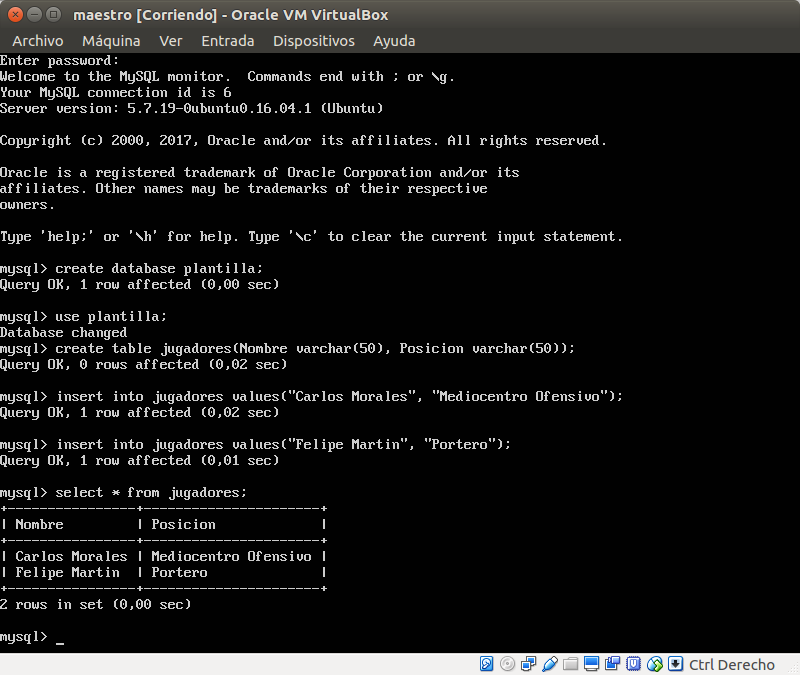 maestro [Corriendo] - Oracle VM VirtualBox
Archivo Máquina Ver Entrada Dispositivos Ayuda
Enter password:
Welcome to the MySQL monitor.  Commands end with ; or \g.
Your MySQL connection id is 6
Server version: 5.7.19-0ubuntu0.16.04.1 (Ubuntu)
Copyright (c) 2000, 2017, Oracle and/or its affiliates. All rights reserved.
Oracle is a registered trademark of Oracle Corporation and/or its
affiliates. Other names may be trademarks of their respective
owners.
Type 'help;' or '\h' for help. Type '\c' to clear the current input statement.
mysql> create database plantilla;
Query OK, 1 row affected (0,00 sec)
mysql> use plantilla;
Database changed
mysql> create table jugadores(Nombre varchar(50), Posicion varchar(50));
Query OK, 0 rows affected (0,02 sec)
mysql> insert into jugadores values("Carlos Morales", "Mediocentro Ofensivo");
Query OK, 1 row affected (0,02 sec)
mysql> insert into jugadores values("Felipe Martin", "Portero");
Query OK, 1 row affected (0,01 sec)
mysql> select * from jugadores;
+----------------+----------------------+
| Nombre         | Posicion             |
+----------------+----------------------+
| Carlos Morales | Mediocentro Ofensivo |
| Felipe Martin  | Portero              |
+----------------+----------------------+
2 rows in set (0,00 sec)
mysql> _
Ctrl Derecho